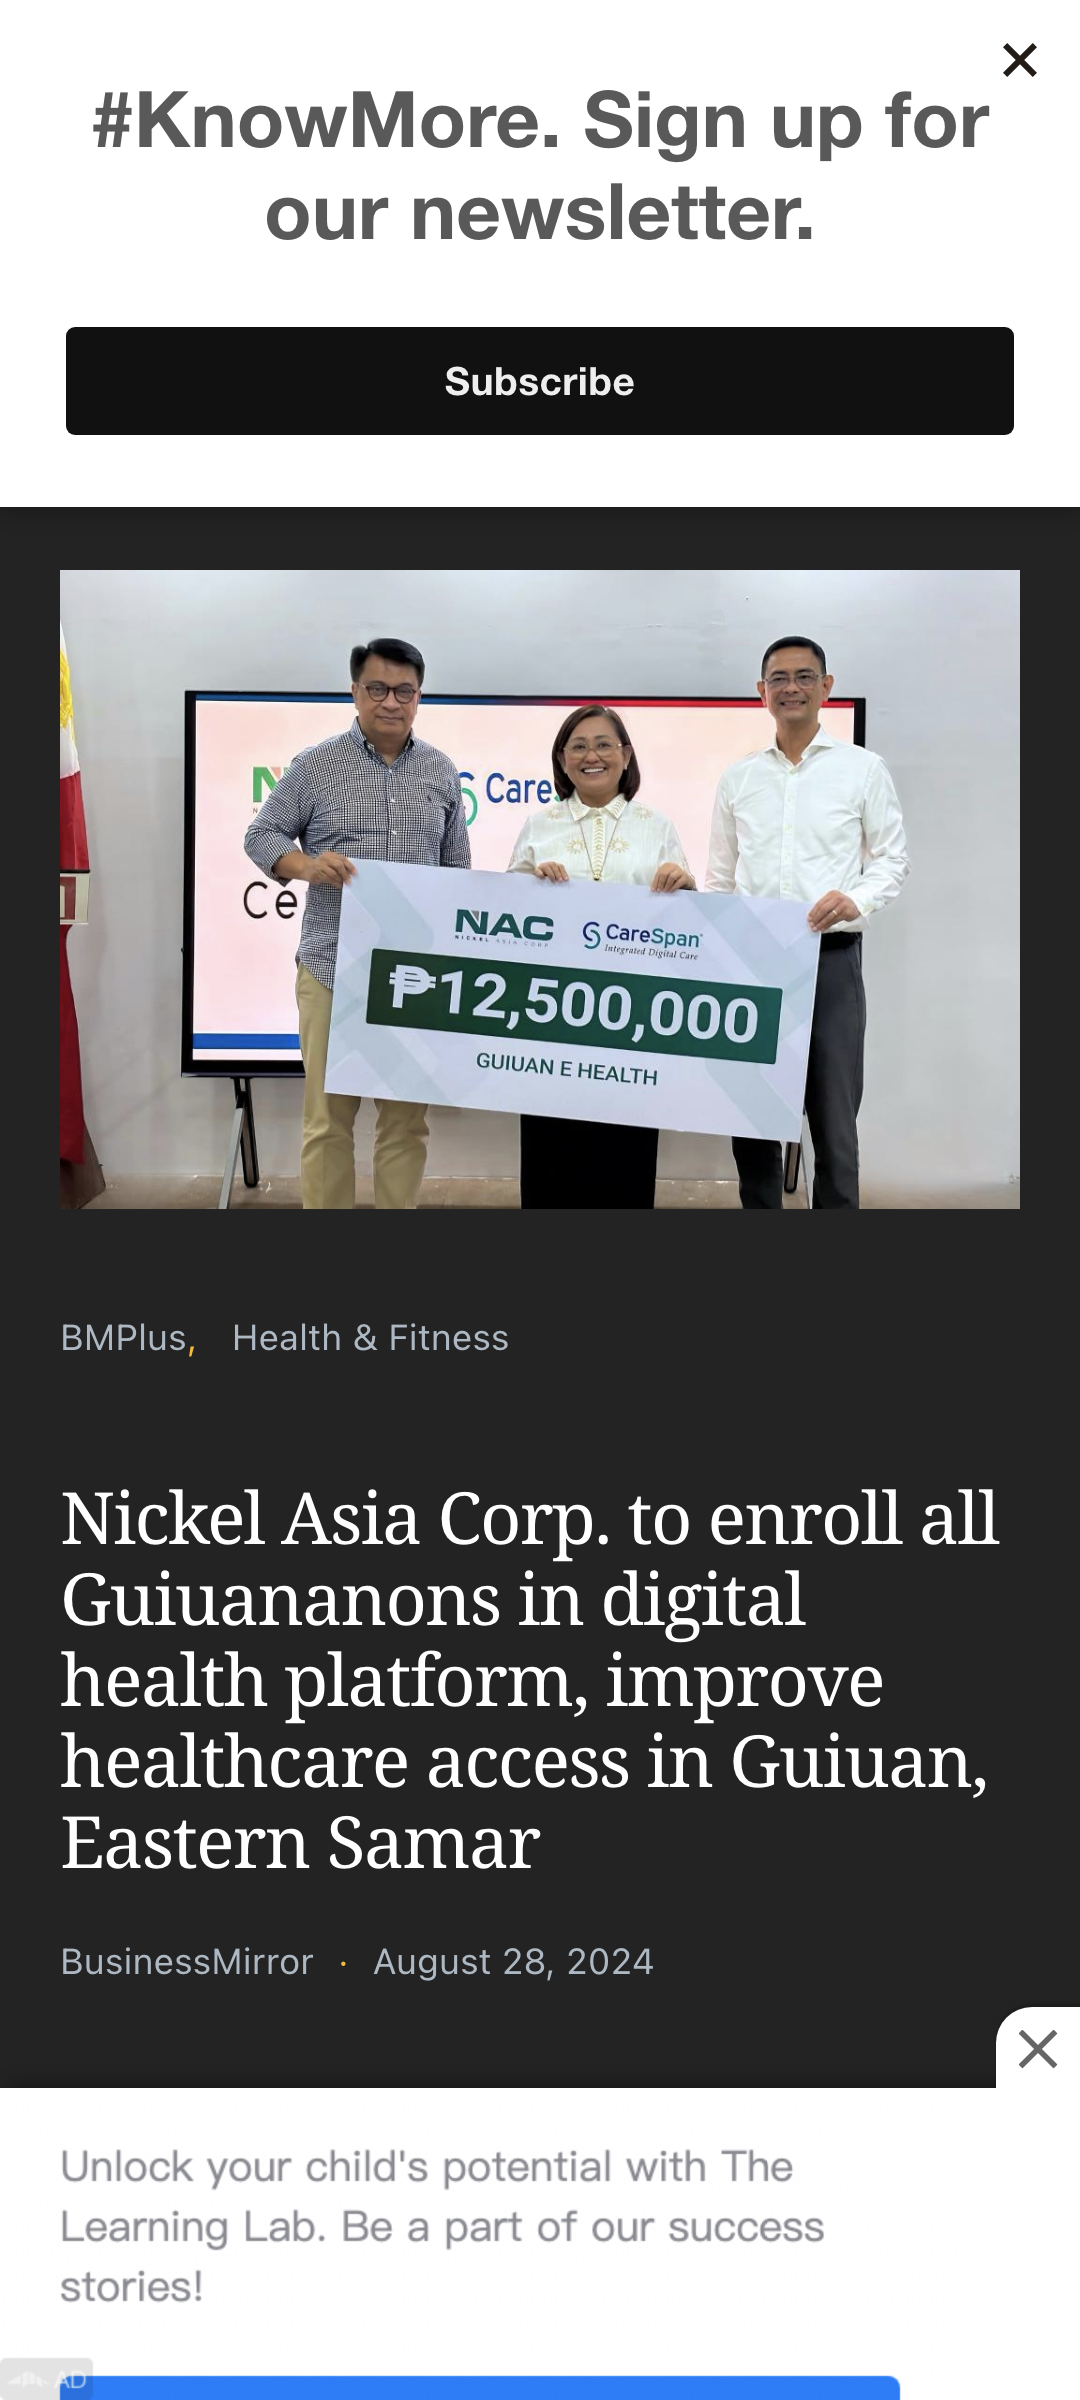 #KnowMore. Sign up for
our newsletter.
Subscribe
Care
Ce
NAC
NICKEL ASIA CORP
CareSpan
Integrated Digital Care
₱12,500,000
GUIUAN E HEALTH
BMPlus, Health & Fitness
Nickel Asia Corp. to enroll all
Guiuananons in digital
health platform, improve
healthcare access in Guiuan,
Eastern Samar
BusinessMirror · August 28, 2024
Unlock your child's potential with The
Learning Lab. Be a part of our success
stories!
AD